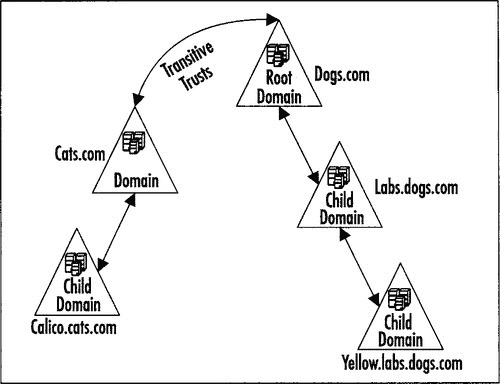 Transitive
Trusts
Root
Domain
Dogs.com
Cats.com
Domain
Child
Domain
Labs.dogs.com
Child
Domain
Calico.cats.com
Child
Domain
Yellow.labs.dogs.com